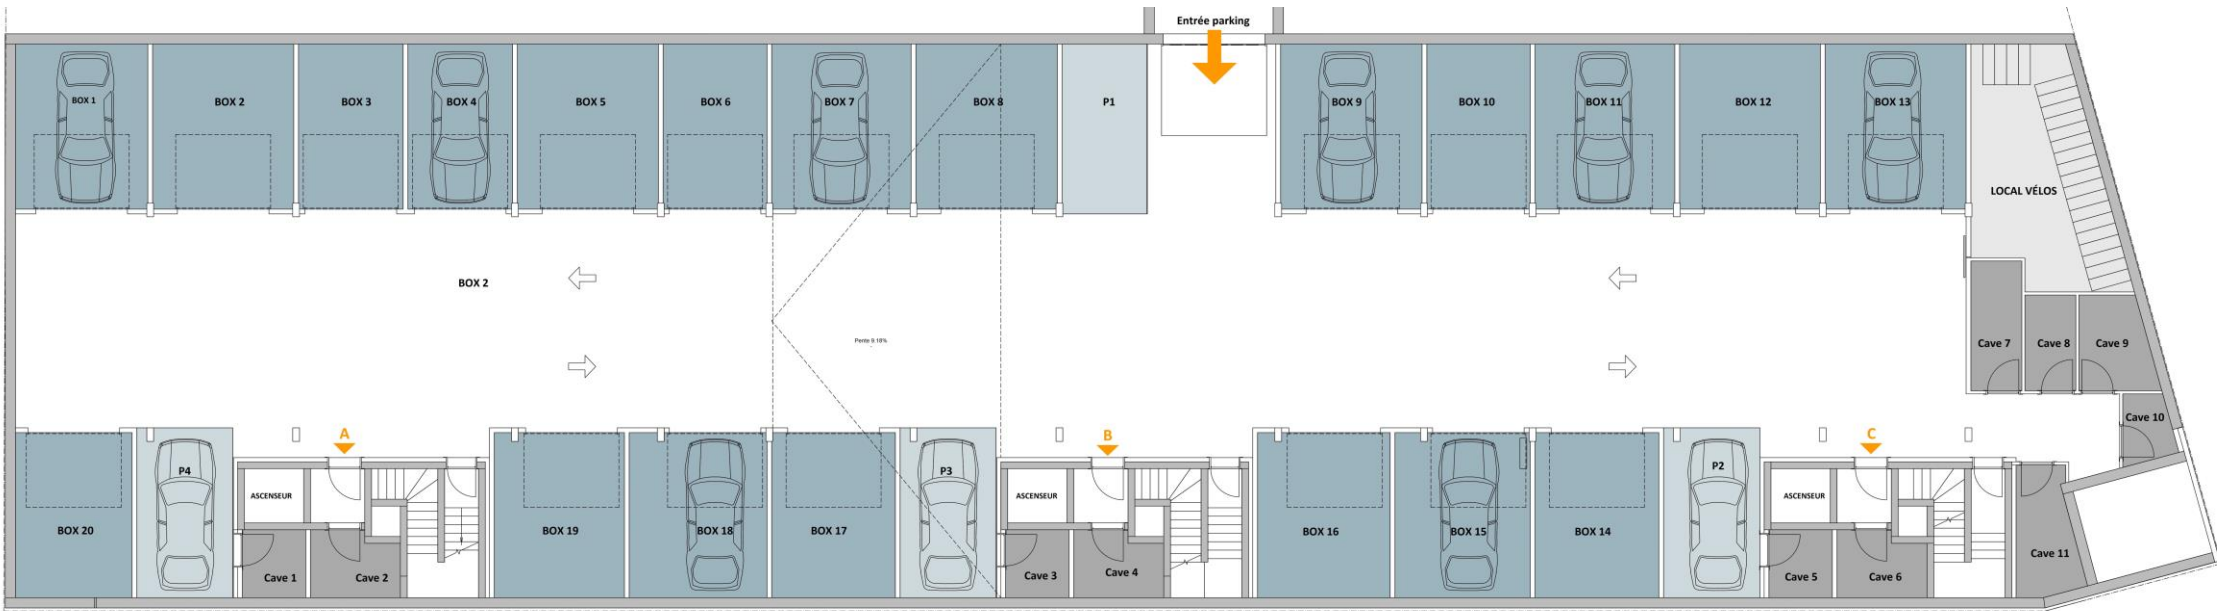 Entrée parking
BOX 1
BOX 2
BOX 3
BOX 4
BOX 5
BOX 6
BOX 7
BOX 8
P1
BOX 9
BOX 10
BOX 11
BOX 12
BOX 13
LOCAL VÉLOS
BOX 2
Pente 9.18%
Cave 7
Cave 8
Cave 9
Cave 10
A
B
C
P4
ASCENSEUR
P3
ASCENSEUR
P2
ASCENSEUR
BOX 20
BOX 19
BOX 18
BOX 17
BOX 16
BOX 15
BOX 14
Cave 11
Cave 1
Cave 2
Cave 3
Cave 4
Cave 5
Cave 6